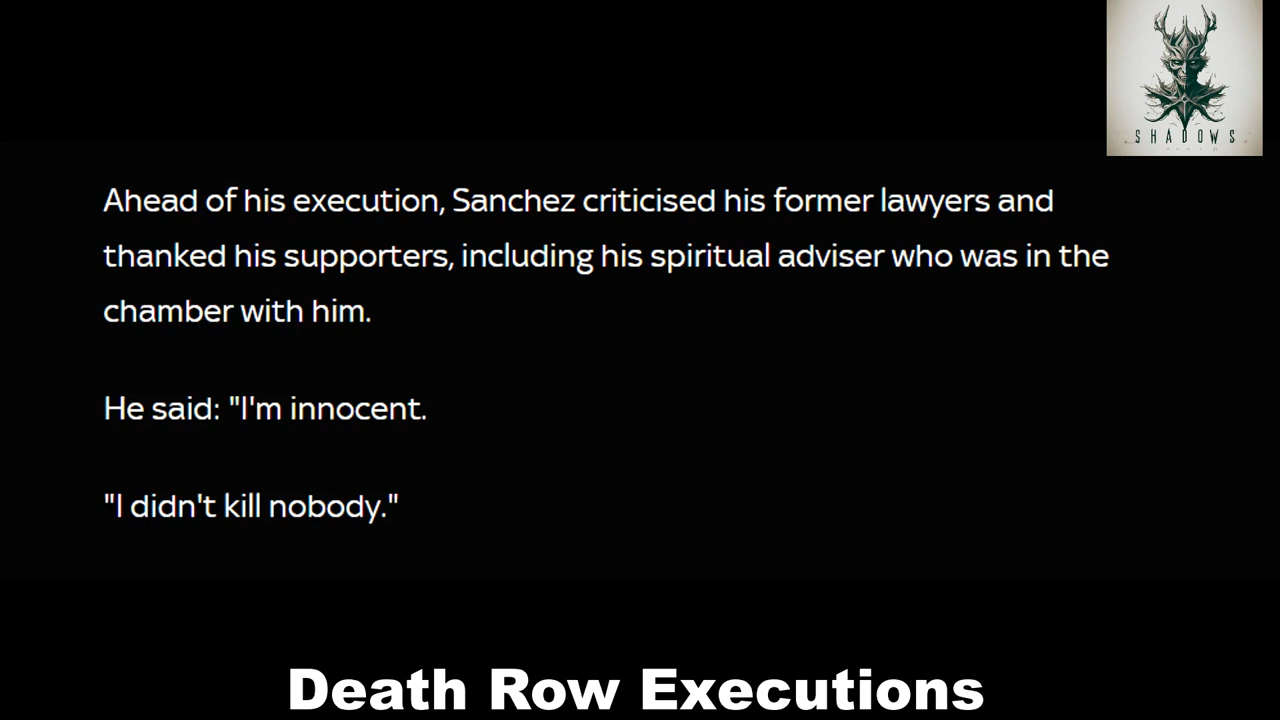 SHADOWS
Ahead of his execution, Sanchez criticised his former lawyers and
thanked his supporters, including his spiritual adviser who was in the
chamber with him.
He said: "I'm innocent.
"I didn't kill nobody."
Death Row Executions